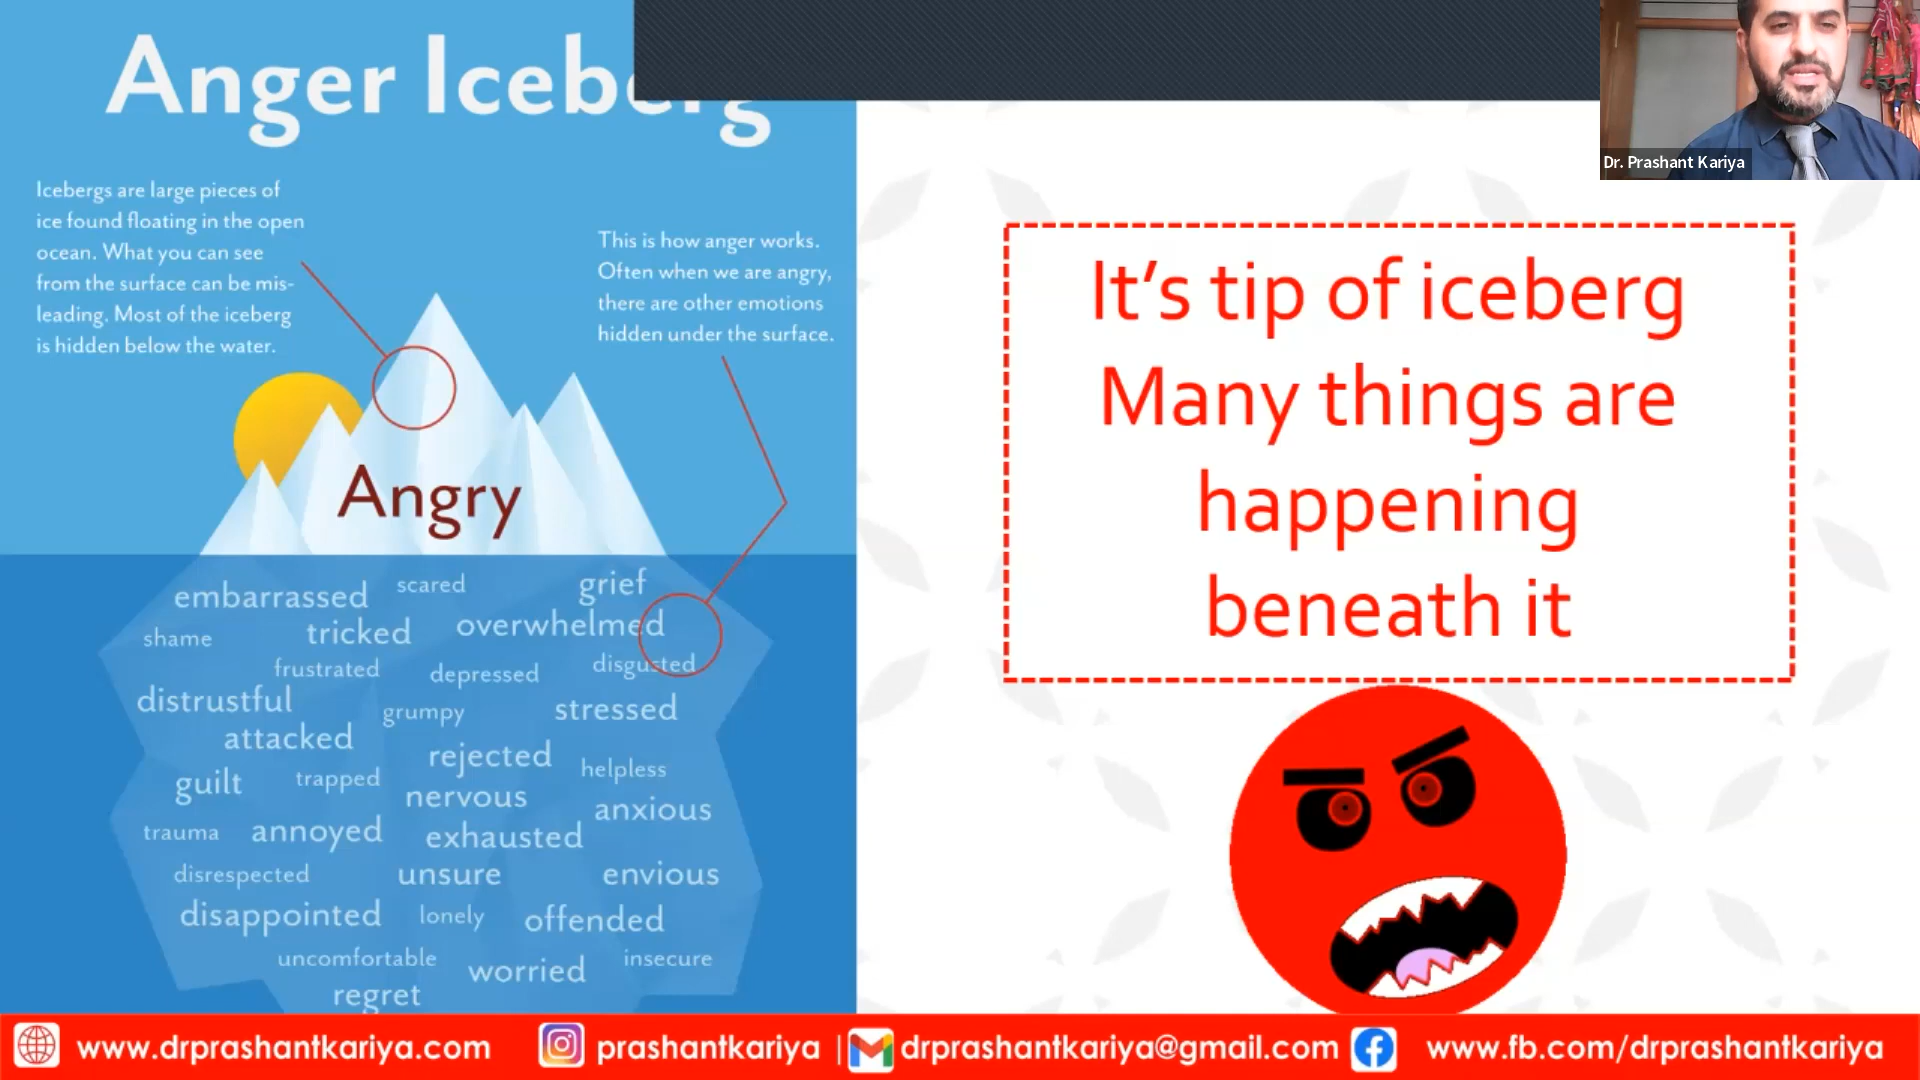 Anger Iceberg
Icebergs are large pieces of
ice found floating in the open
ocean. What you can see
from the surface can be mis-
leading. Most of the iceberg
is hidden below the water.
This is how anger works.
Often when we are angry,
there are other emotions
hidden under the surface.
Angry
embarrassed scared grief
shame tricked overwhelmed
frustrated depressed disgusted
distrustful grumpy stressed
attacked rejected helpless
guilt trapped nervous anxious
trauma annoyed exhausted
disrespected unsure envious
disappointed lonely offended
uncomfortable worried insecure
regret
Dr. Prashant Kariya
It's tip of iceberg
Many things are
happening
beneath it
www.drprashantkariya.com prashantkariya | drprashantkariya@gmail.com www.fb.com/drprashantkariya